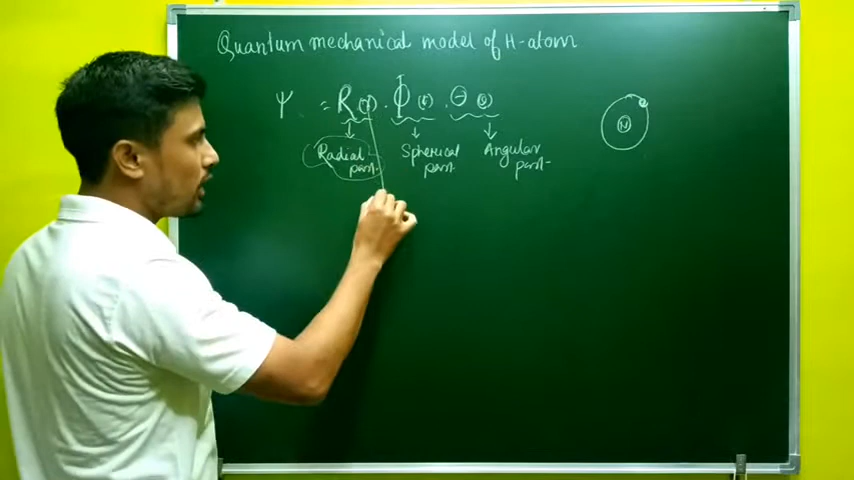 Quantum mechanical model of H-atom
Ψ = R(r) . Φ(φ) . Θ(θ)
Radial part Spherical part Angular part
N